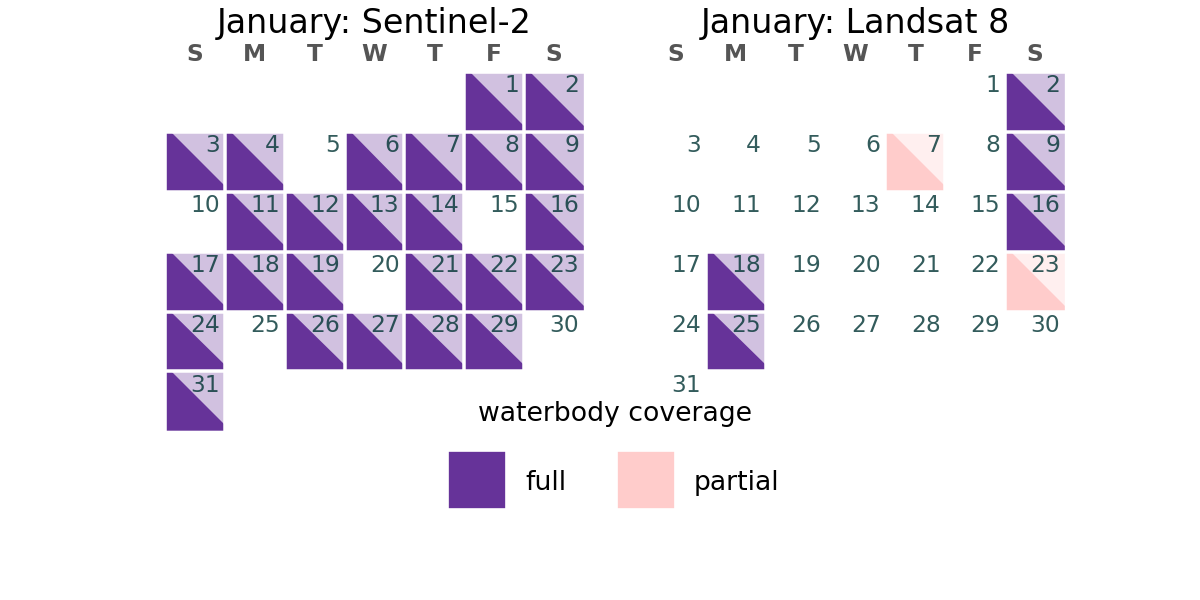 January: Sentinel-2
S M T W T F S
1 2
3 4 5 6 7 8 9
10 11 12 13 14 15 16
17 18 19 20 21 22 23
24 25 26 27 28 29 30
31
January: Landsat 8
S M T W T F S
1 2
3 4 5 6 7 8 9
10 11 12 13 14 15 16
17 18 19 20 21 22 23
24 25 26 27 28 29 30
31
waterbody coverage
full partial